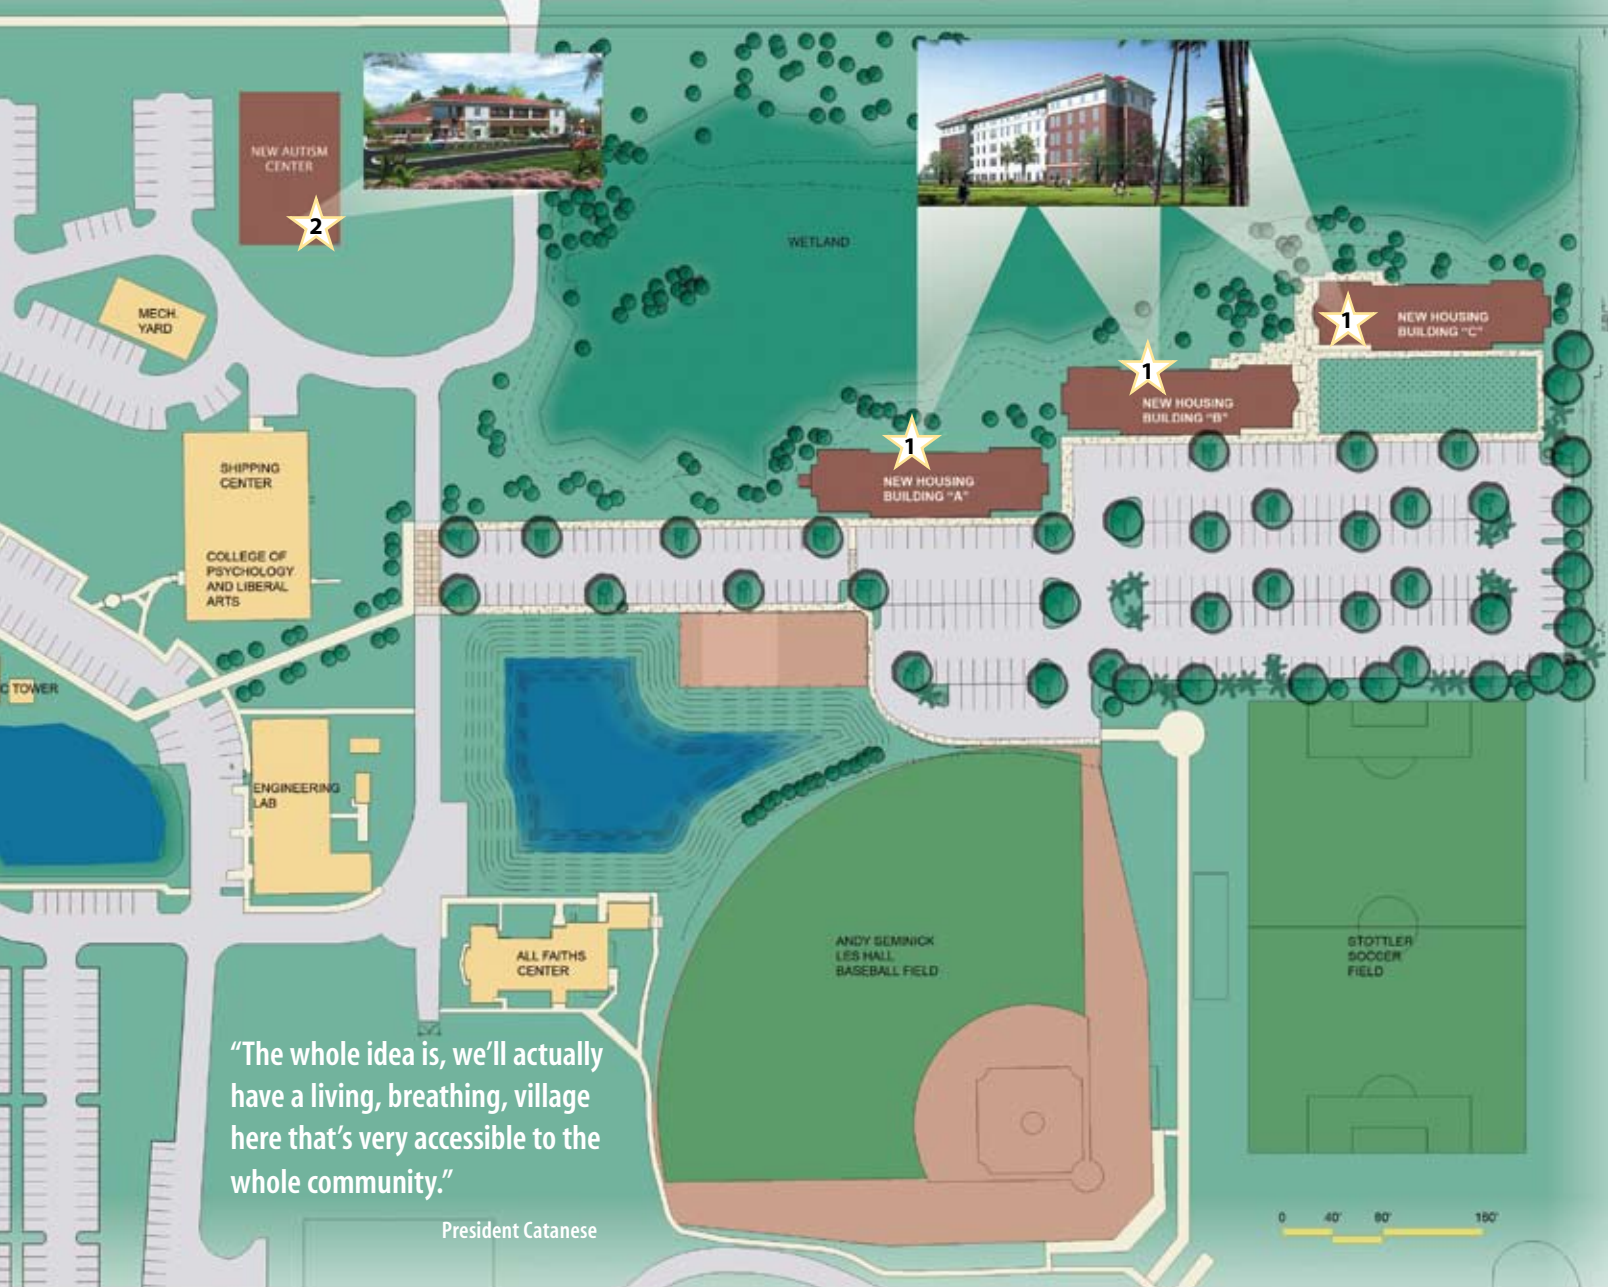 NEW AUTISM
CENTER
2
WETLAND
MECH.
YARD
1
NEW HOUSING
BUILDING "C"
1
NEW HOUSING
BUILDING "B"
1
NEW HOUSING
BUILDING "A"
SHIPPING
CENTER
COLLEGE OF
PSYCHOLOGY
AND LIBERAL
ARTS
C TOWER
ENGINEERING
LAB
ALL FAITHS
CENTER
ANDY SEMINICK
LES HALL
BASEBALL FIELD
STOTTLER
SOCCER
FIELD
“The whole idea is, we’ll actually
have a living, breathing, village
here that’s very accessible to the
whole community.”
President Catanese
0 40' 80' 160'